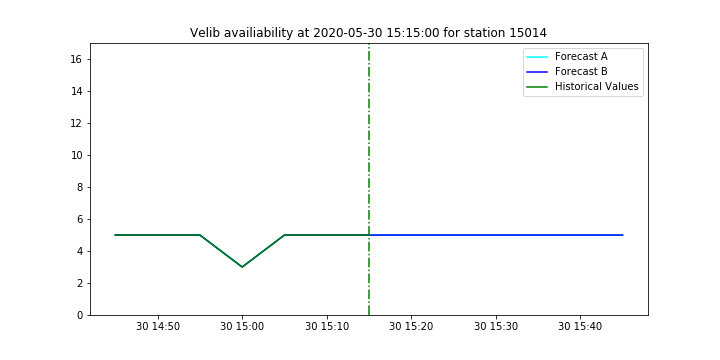 Velib availiability at 2020-05-30 15:15:00 for station 15014
Forecast A
Forecast B
Historical Values
16
14
12
10
8
6
4
2
0
30 14:50 30 15:00 30 15:10 30 15:20 30 15:30 30 15:40